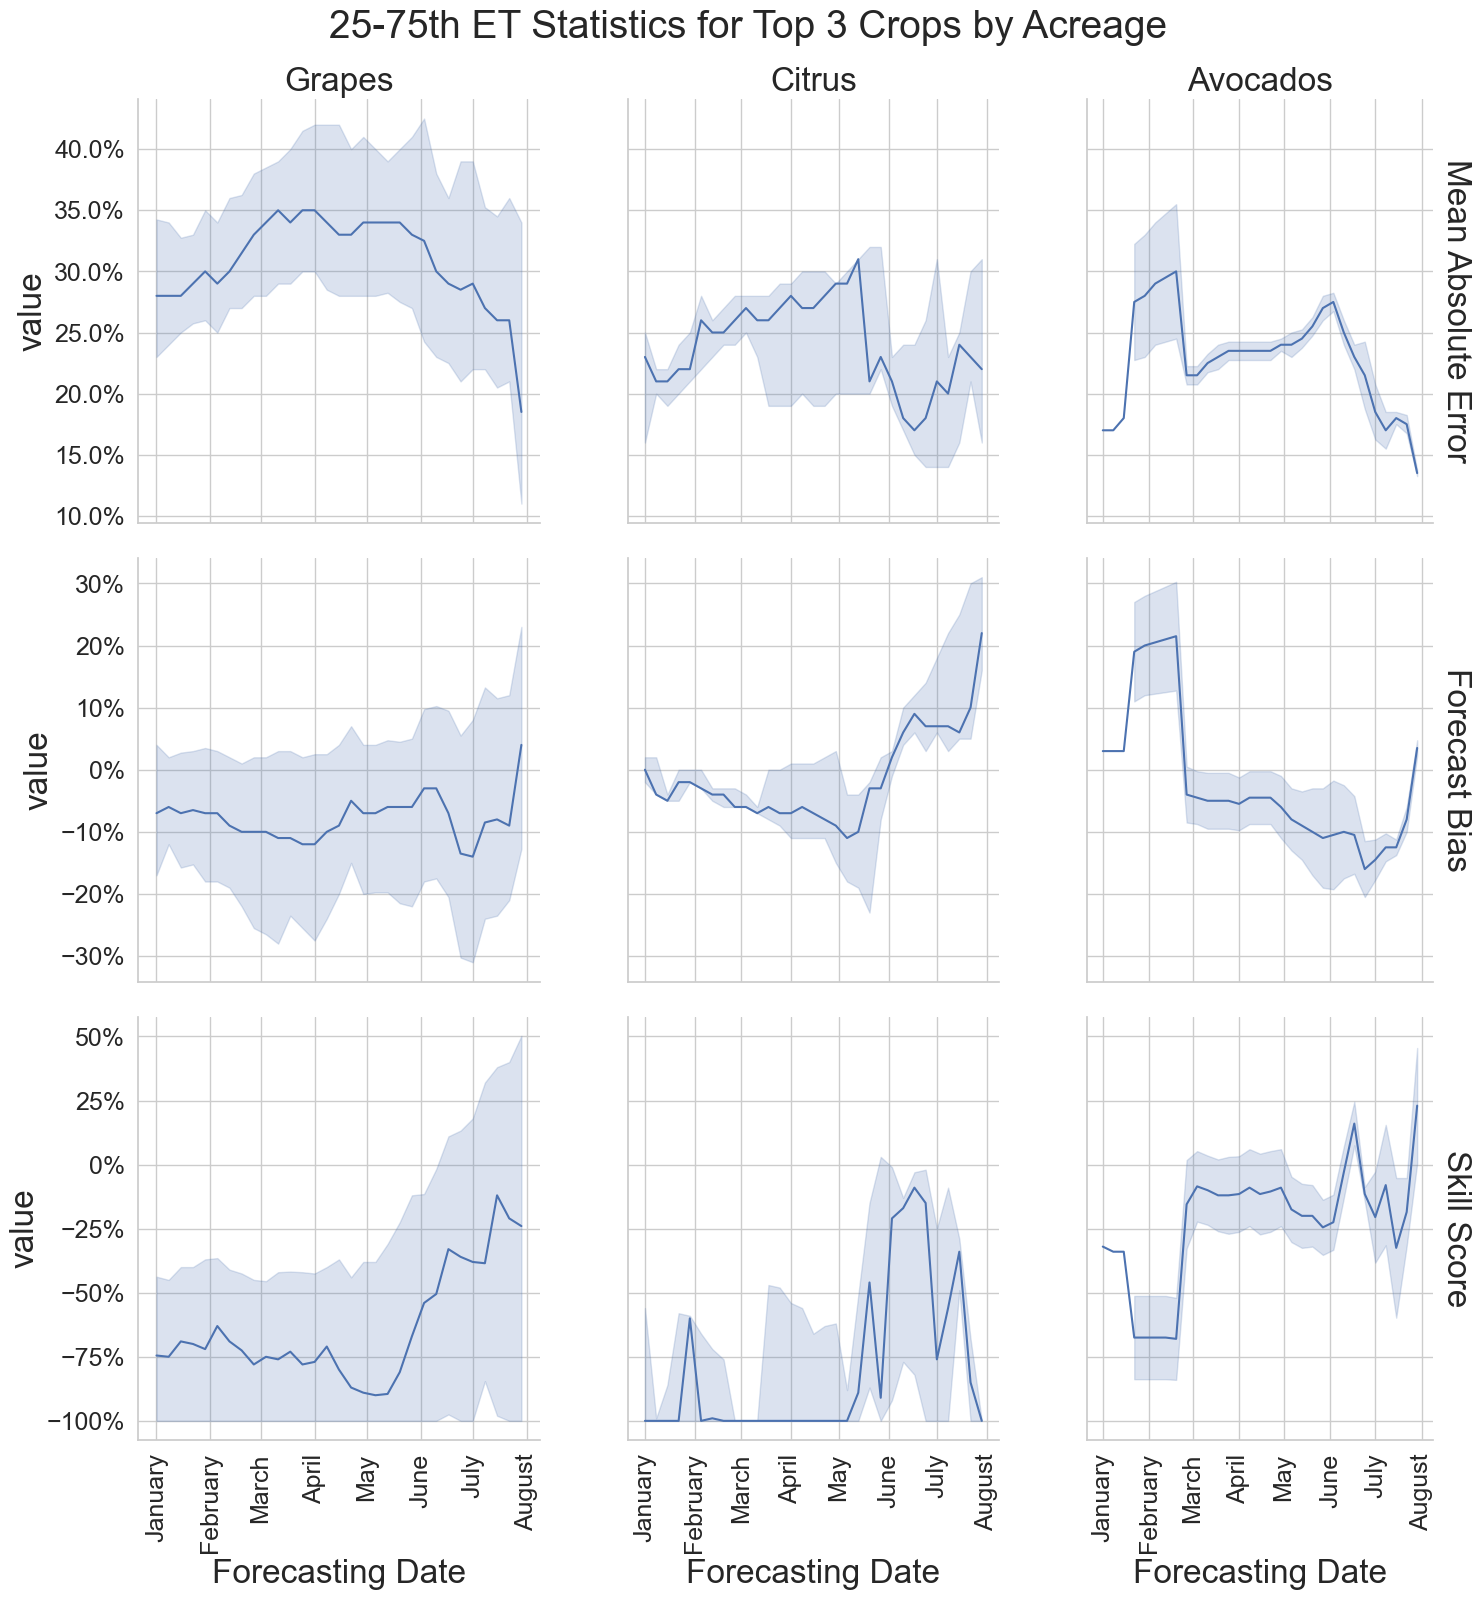 25-75th ET Statistics for Top 3 Crops by Acreage
Grapes
Citrus
Avocados
40.0%
35.0%
30.0%
25.0%
20.0%
15.0%
10.0%
value
Mean Absolute Error
30%
20%
10%
0%
−10%
−20%
−30%
value
Forecast Bias
50%
25%
0%
−25%
−50%
−75%
−100%
value
Skill Score
January
February
March
April
May
June
July
August
January
February
March
April
May
June
July
August
January
February
March
April
May
June
July
August
Forecasting Date
Forecasting Date
Forecasting Date